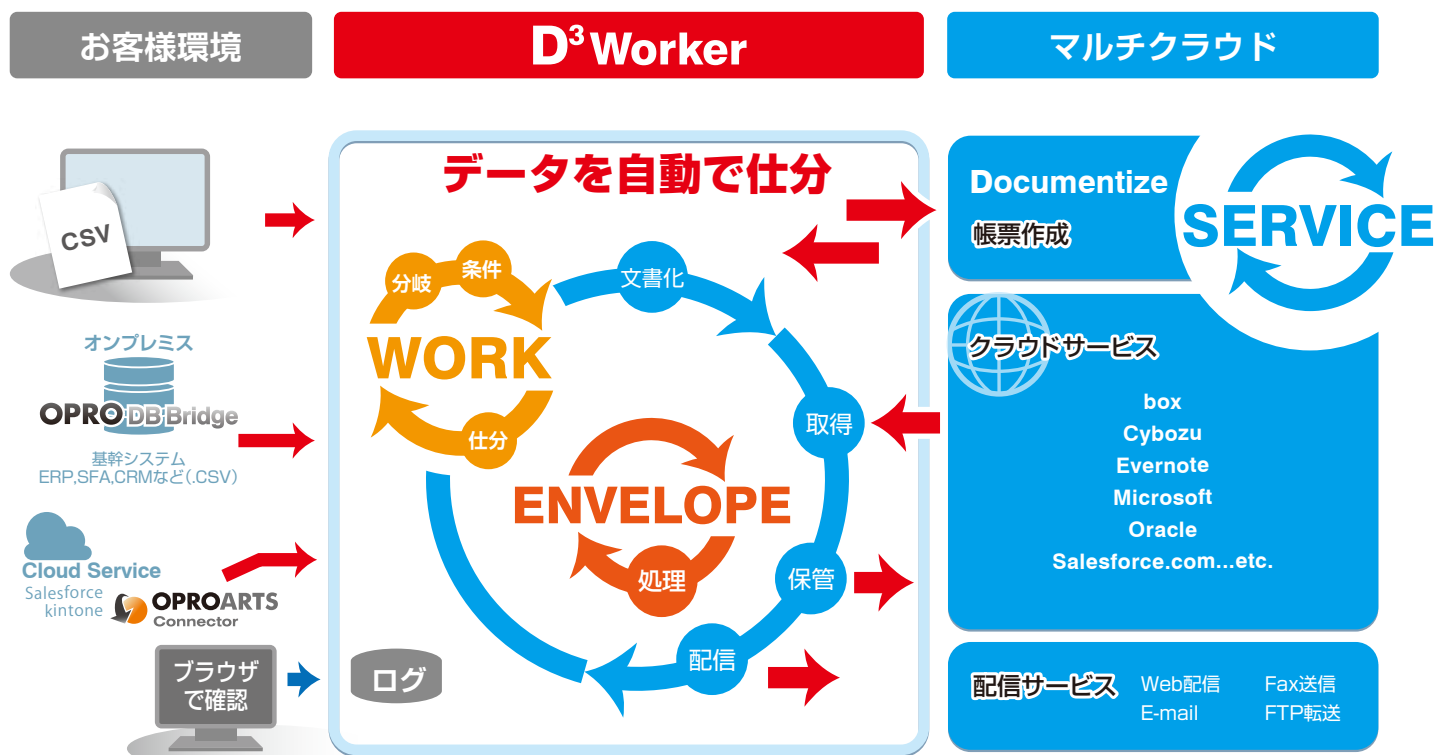 お客様環境
D³ Worker
マルチクラウド
CSV
オンプレミス
OPRO DB Bridge
基幹システム
ERP,SFA,CRMなど(.CSV)
Cloud Service
Salesforce
kintone
OPROARTS
Connector
ブラウザ
で確認
データを自動で仕分
分岐
条件
WORK
仕分
文書化
取得
保管
配信
ENVELOPE
処理
ログ
Documentize
帳票作成
SERVICE
クラウドサービス
box
Cybozu
Evernote
Microsoft
Oracle
Salesforce.com...etc.
配信サービス
Web配信 Fax送信
E-mail FTP転送